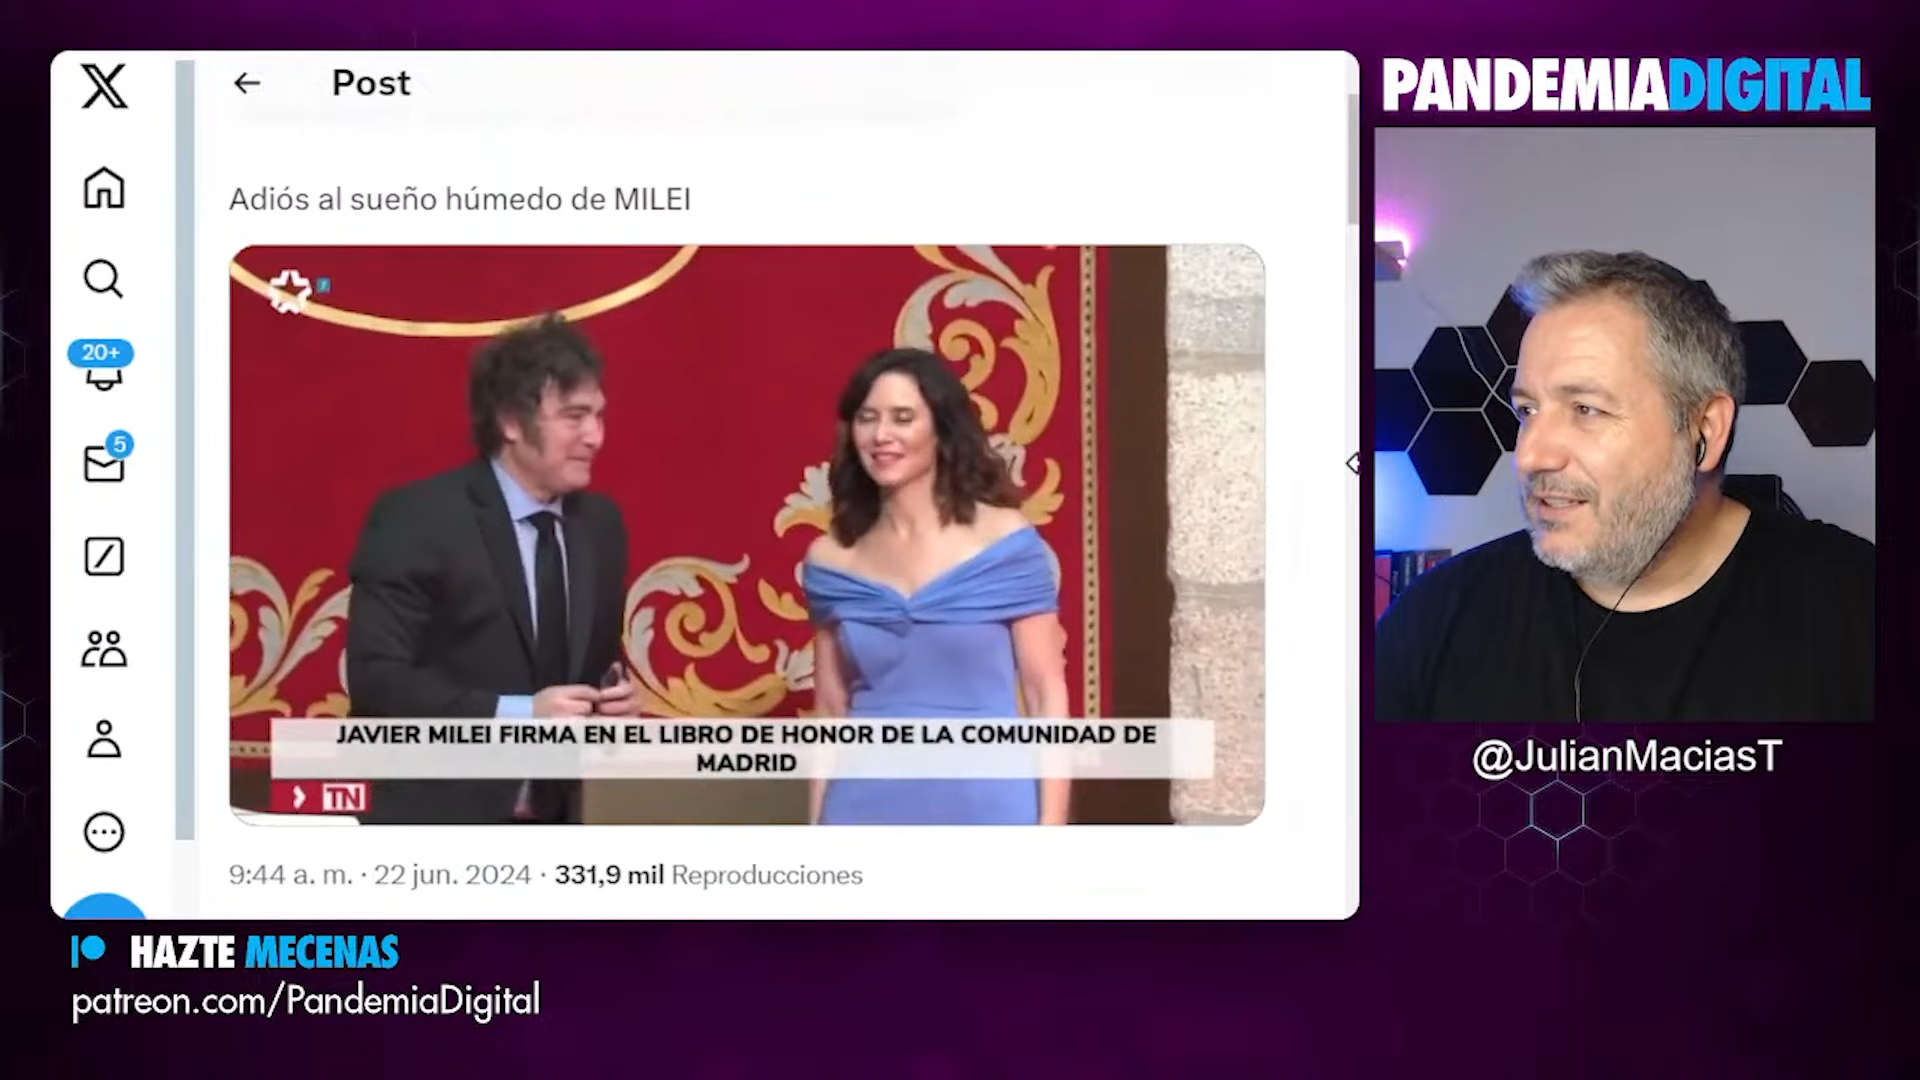 PANDEMIADIGITAL
Post
Adiós al sueño húmedo de MILEI
20+
5
7
JAVIER MILEI FIRMA EN EL LIBRO DE HONOR DE LA COMUNIDAD DE
MADRID
TN
9:44 a. m. · 22 jun. 2024 · 331,9 mil Reproducciones
@JulianMaciasT
HAZTE MECENAS
patreon.com/PandemiaDigital